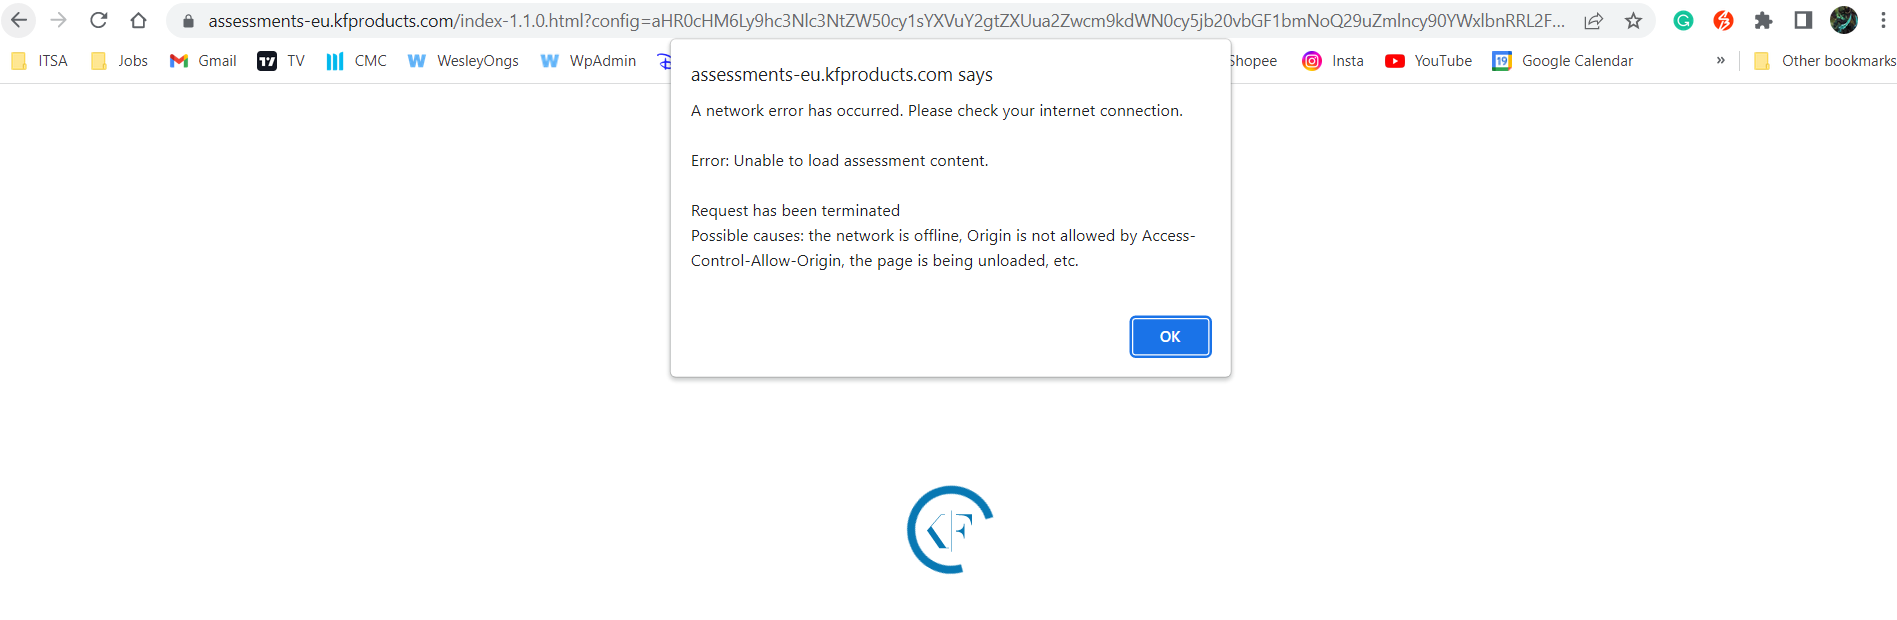 assessments-eu.kfproducts.com/index-1.1.0.html?config=aHR0cHM6Ly9hc3Nlc3NtZW50cy1sYXVuY2gtZXUua2Zwcm9kdWN0cy5jb20vbGF1bmNoQ29uZmlncy90YWxlbnRRL2F...
ITSA Jobs Gmail TV CMC WesleyOngs WpAdmin Shopee Insta YouTube 19 Google Calendar » Other bookmarks
assessments-eu.kfproducts.com says
A network error has occurred. Please check your internet connection.
Error: Unable to load assessment content.
Request has been terminated
Possible causes: the network is offline, Origin is not allowed by Access-
Control-Allow-Origin, the page is being unloaded, etc.
OK
KF